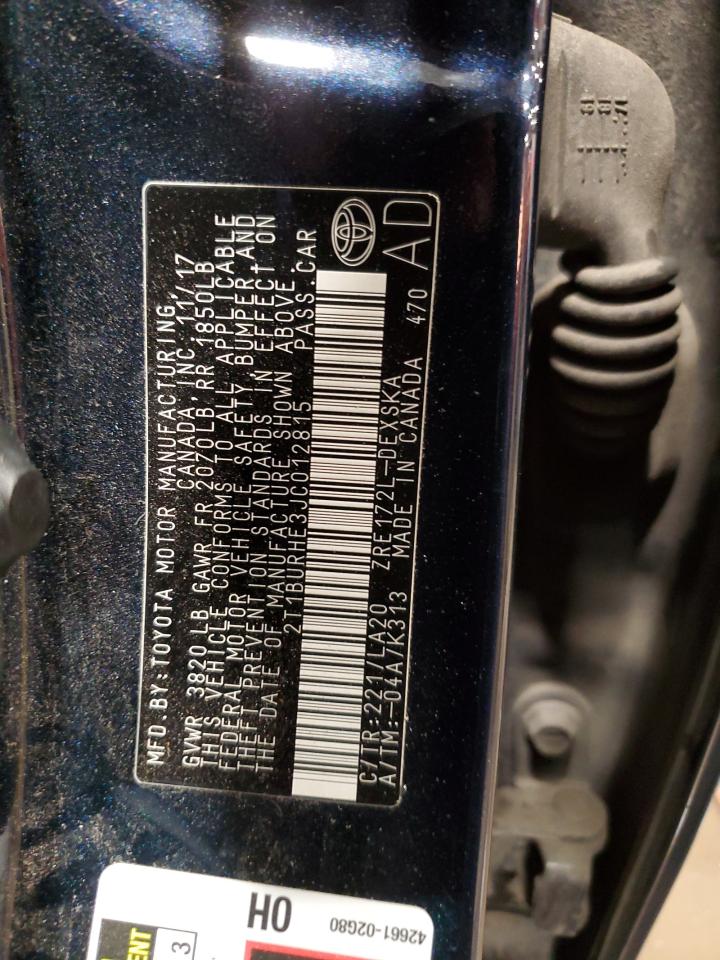 MFD.BY:TOYOTA MOTOR MANUFACTURING
CANADA, INC. 11/17
GVWR 3820 LB GAWR FR 2070LB, RR 1850LB
THIS VEHICLE CONFORMS TO ALL APPLICABLE
FEDERAL MOTOR VEHICLE SAFETY BUMPER, AND
THEFT PREVENTION STANDARDS IN EFFECT ON
THE DATE OF MANUFACTURE SHOWN ABOVE.
2T1BURHE3JC012815 PASS.CAR
C/TR:221/LA20 ZRE172L-DEXSKA
A/TM:-04A/K313 MADE IN CANADA 470
AD
OH
42661-02G80
3